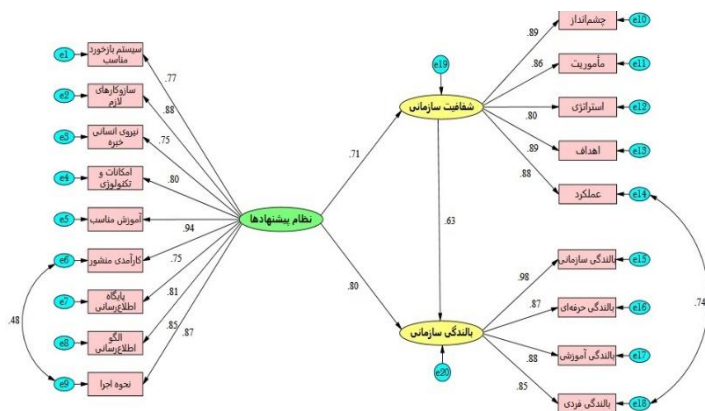 e1
سیستم بازخورد
مناسب
.77
e2
سازوکارهای
لازم
.88
e3
نیروی انسانی
خبره
.75
e4
امکانات و
تکنولوژی
.80
e5
آموزش مناسب
.94
e6
کارآمدی منشور
.75
e7
پایگاه
اطلاع‌رسانی
.81
e8
الگو
اطلاع‌رسانی
.85
e9
نحوه اجرا
.87
.48
نظام پیشنهادها
.71
.80
e19
شفافیت سازمانی
.63
بالندگی سازمانی
e20
.89
چشم‌انداز
e10
.86
مأموریت
e11
.80
استراتژی
e12
.89
اهداف
e13
.88
عملکرد
e14
.98
بالندگی سازمانی
e15
.87
بالندگی حرفه‌ای
e16
.88
بالندگی آموزش
e17
.85
بالندگی فردی
e18
.74